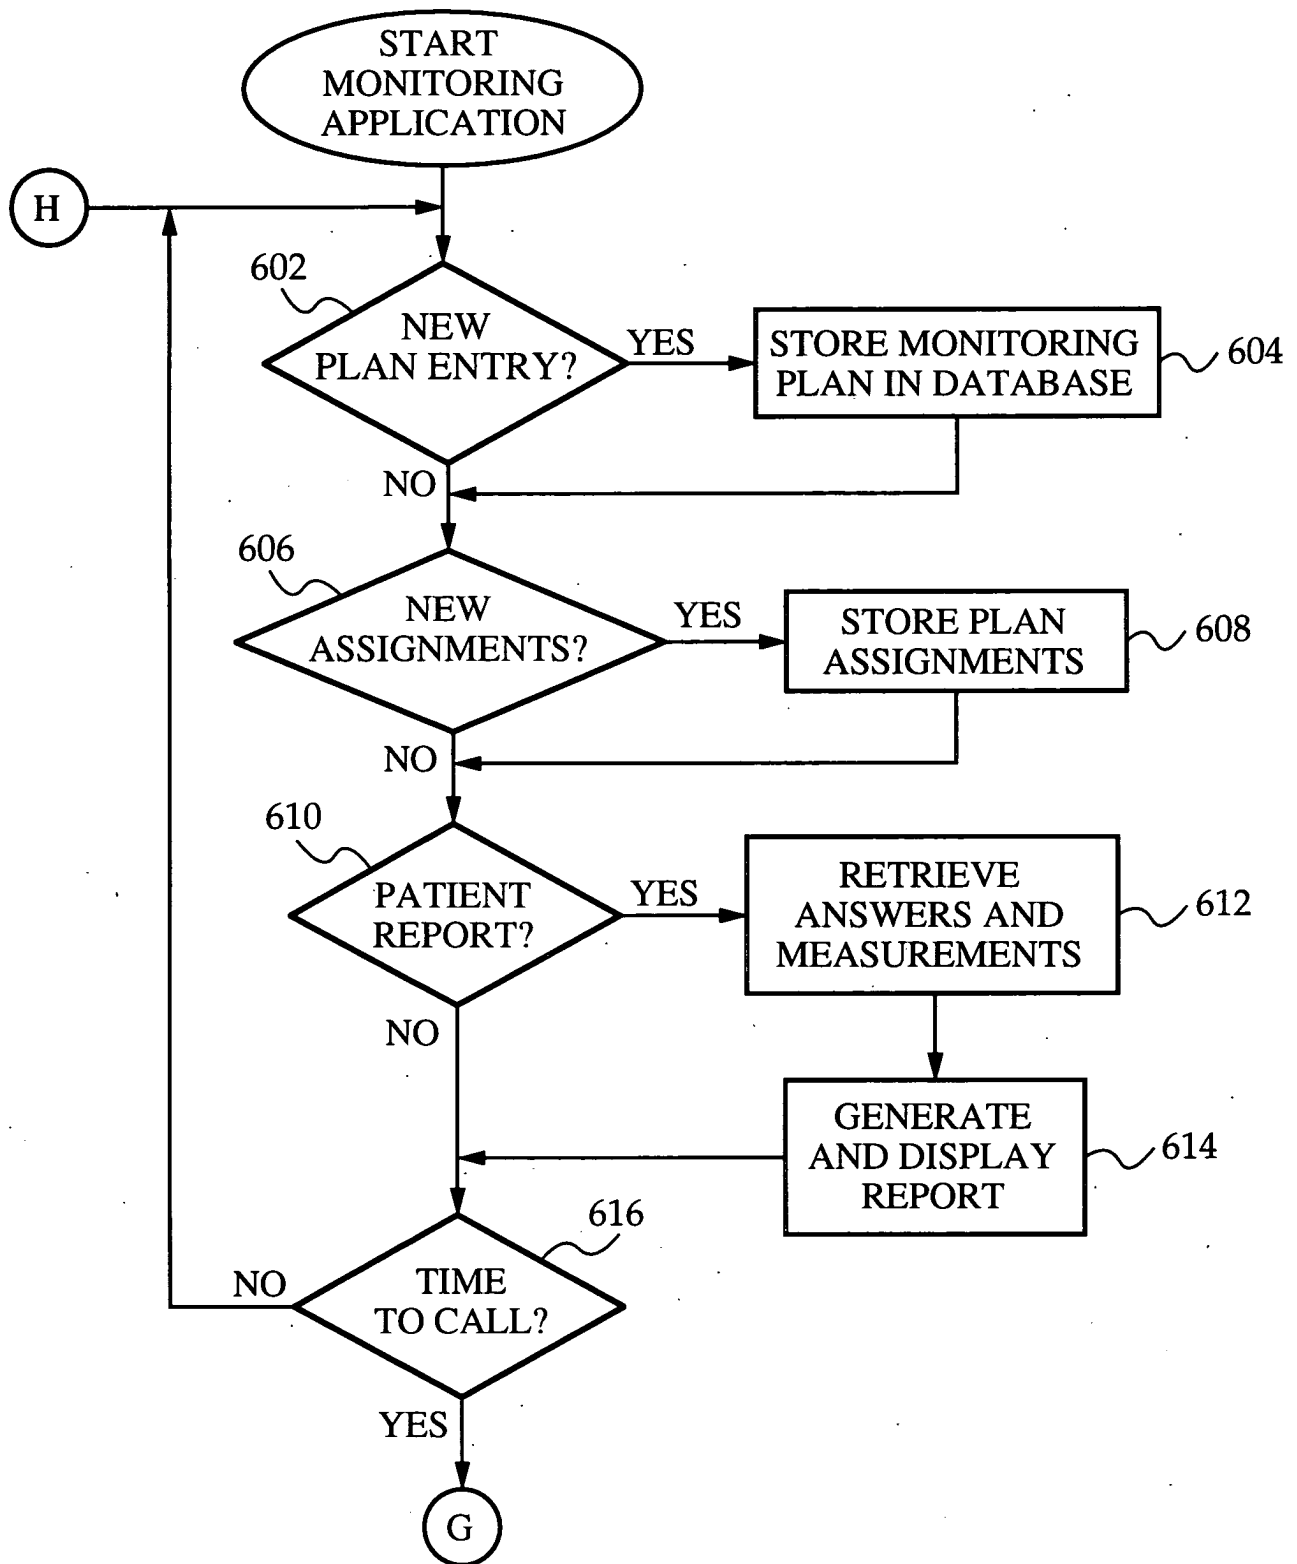 START
MONITORING
APPLICATION
H
602
NEW
PLAN ENTRY?
YES
STORE MONITORING
PLAN IN DATABASE
604
NO
606
NEW
ASSIGNMENTS?
YES
STORE PLAN
ASSIGNMENTS
608
NO
610
PATIENT
REPORT?
YES
RETRIEVE
ANSWERS AND
MEASUREMENTS
612
NO
GENERATE
AND DISPLAY
REPORT
614
616
TIME
TO CALL?
NO
YES
G